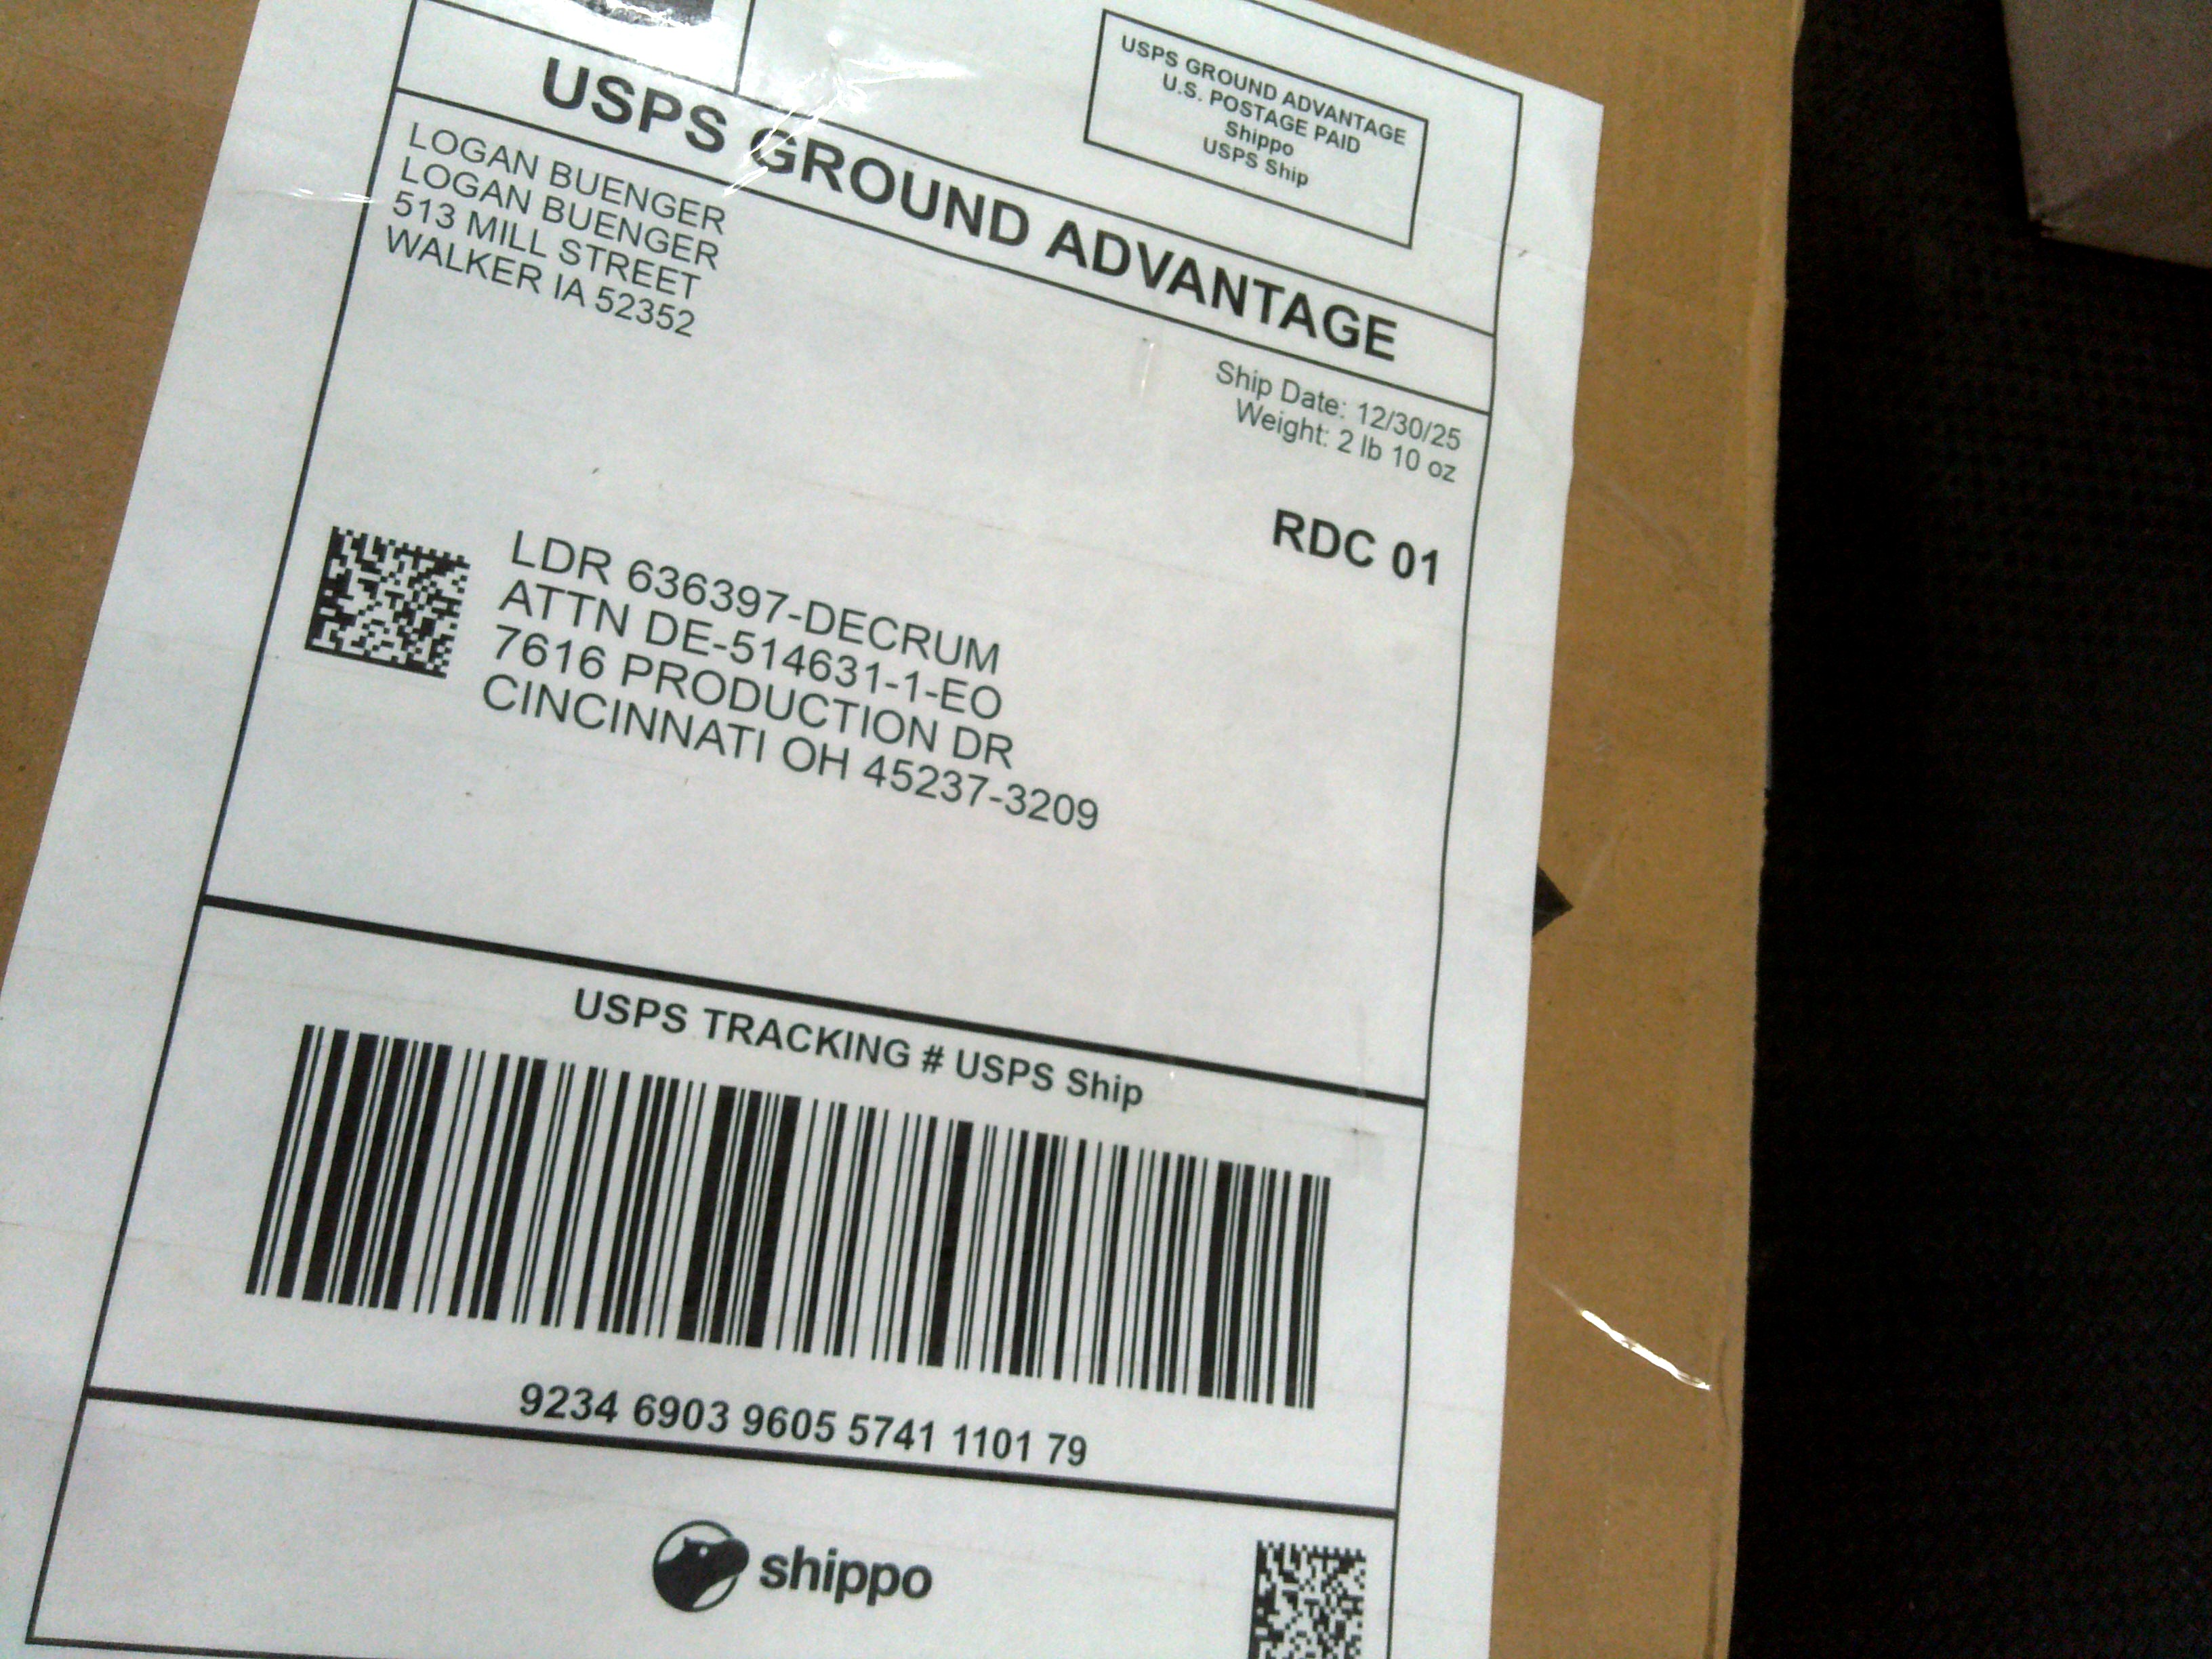 USPS GROUND ADVANTAGE
U.S. POSTAGE PAID
Shippo
USPS Ship
USPS GROUND ADVANTAGE
LOGAN BUENGER
LOGAN BUENGER
513 MILL STREET
WALKER IA 52352
Ship Date: 12/30/25
Weight: 2 lb 10 oz
RDC 01
LDR 636397-DECRUM
ATTN DE-514631-1-EO
7616 PRODUCTION DR
CINCINNATI OH 45237-3209
USPS TRACKING # USPS Ship
9234 6903 9605 5741 1101 79
shippo